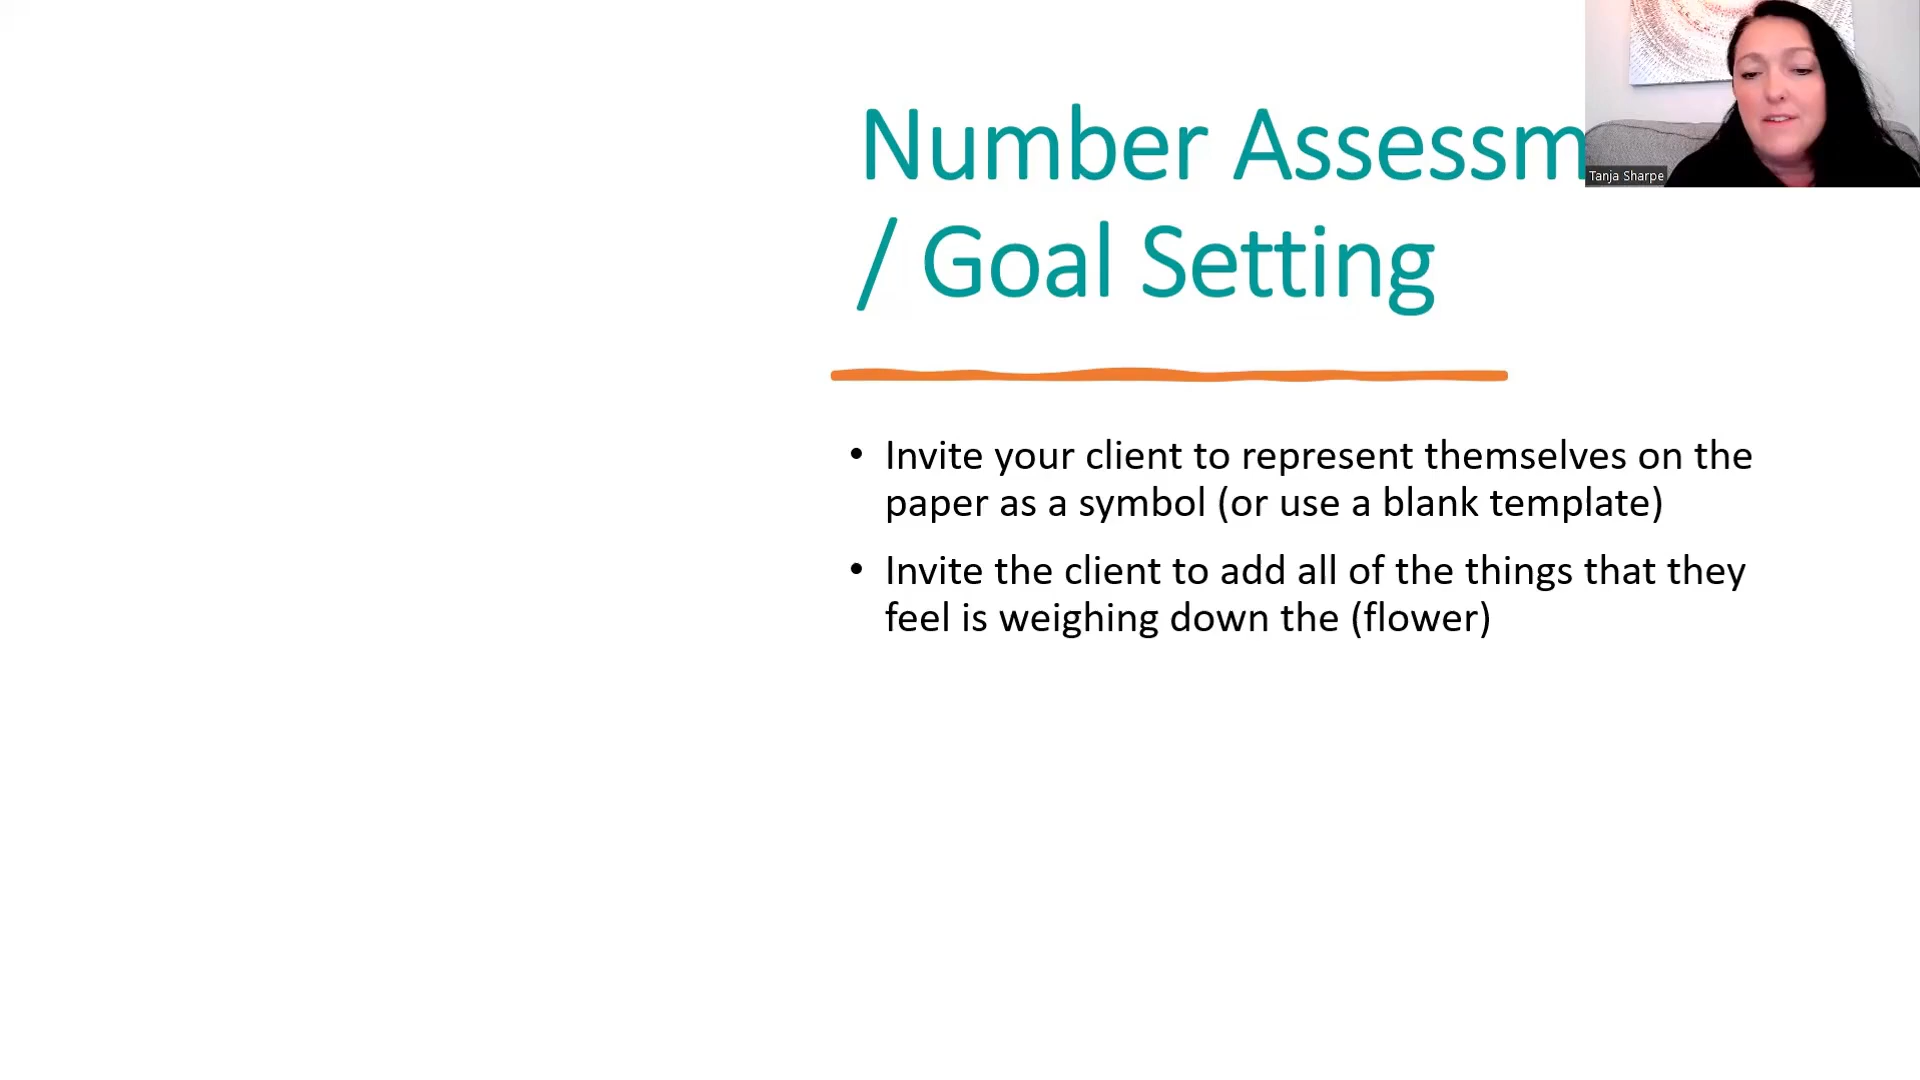 Number Assessm
/ Goal Setting
• Invite your client to represent themselves on the
paper as a symbol (or use a blank template)
• Invite the client to add all of the things that they
feel is weighing down the (flower)
Tanja Sharpe